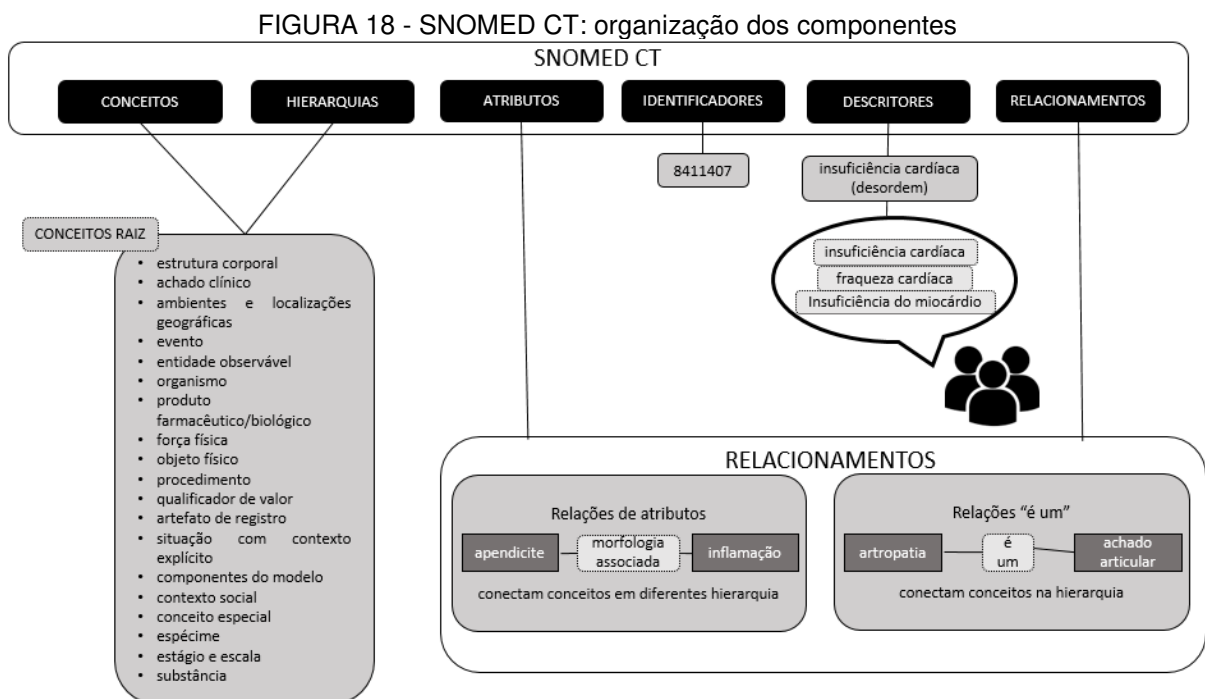 FIGURA 18 - SNOMED CT: organização dos componentes
SNOMED CT
CONCEITOS
HIERARQUIAS
ATRIBUTOS
IDENTIFICADORES
DESCRITORES
RELACIONAMENTOS
8411407
insuficiência cardíaca
(desordem)
insuficiência cardíaca
fraqueza cardíaca
Insuficiência do miocárdio
CONCEITOS RAIZ
• estrutura corporal
• achado clínico
• ambientes e localizações
geográficas
• evento
• entidade observável
• organismo
• produto
farmacêutico/biológico
• força física
• objeto físico
• procedimento
• qualificador de valor
• artefato de registro
• situação com contexto
explícito
• componentes do modelo
• contexto social
• conceito especial
• espécime
• estágio e escala
• substância
RELACIONAMENTOS
Relações de atributos
apendicite
morfologia
associada
inflamação
conectam conceitos em diferentes hierarquia
Relações “é um”
artropatia
é
um
achado
articular
conectam conceitos na hierarquia